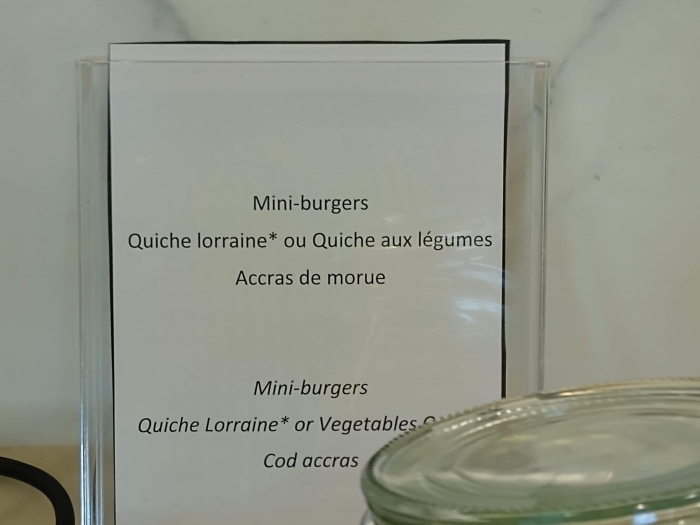 Mini-burgers
Quiche lorraine* ou Quiche aux légumes
Accras de morue
Mini-burgers
Quiche Lorraine* or Vegetables
Cod accras